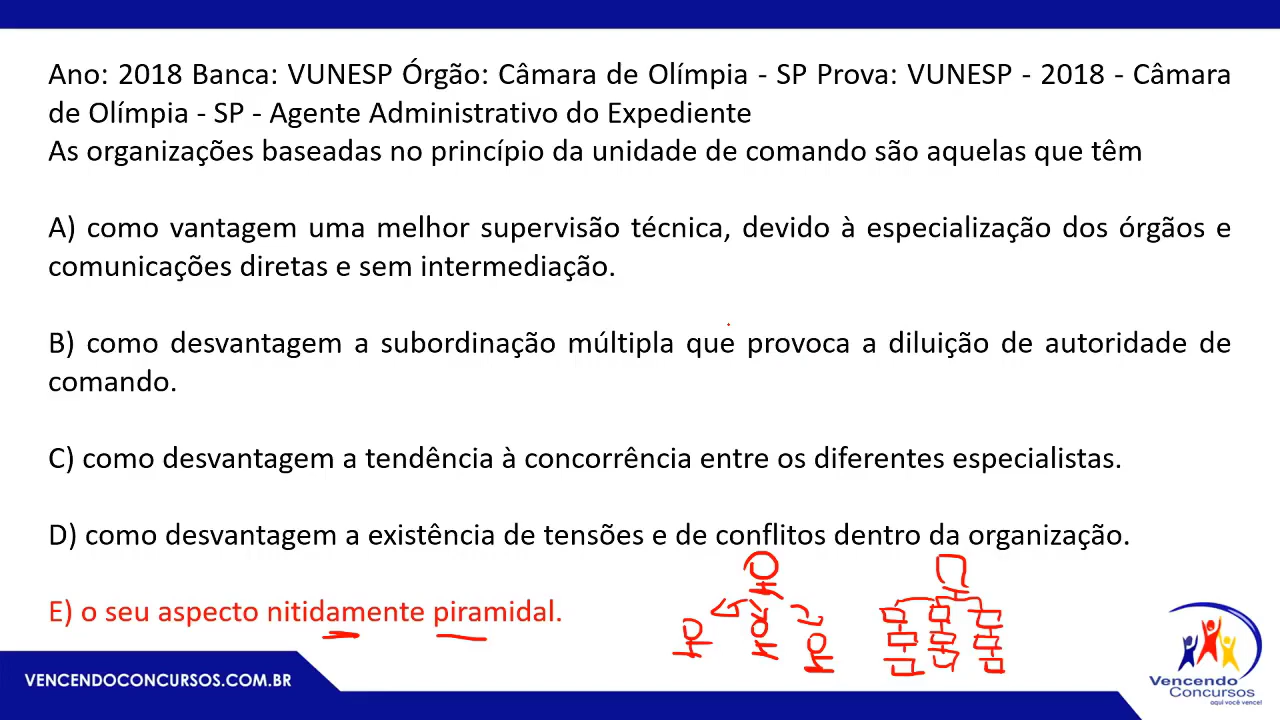 Ano: 2018 Banca: VUNESP Órgão: Câmara de Olímpia - SP Prova: VUNESP - 2018 - Câmara
de Olímpia - SP - Agente Administrativo do Expediente
As organizações baseadas no princípio da unidade de comando são aquelas que têm
A) como vantagem uma melhor supervisão técnica, devido à especialização dos órgãos e
comunicações diretas e sem intermediação.
B) como desvantagem a subordinação múltipla que provoca a diluição de autoridade de
comando.
C) como desvantagem a tendência à concorrência entre os diferentes especialistas.
D) como desvantagem a existência de tensões e de conflitos dentro da organização.
E) o seu aspecto nitidamente piramidal.
VENCENDOCONCURSOS.COM.BR
Vencendo
Concursos
aqui você vence!